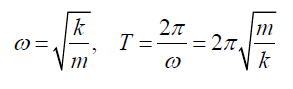 ω = √(k/m), T = 2π/ω = 2π√(m/k)